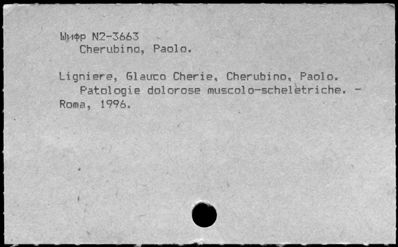 Шифр N2-3663
Cherubino, Paolo.
Ligniere, Glauco Cherie, Cherubino, Paolo.
Patologie dolorose muscolo-scheletriche. -
Roma, 1996.